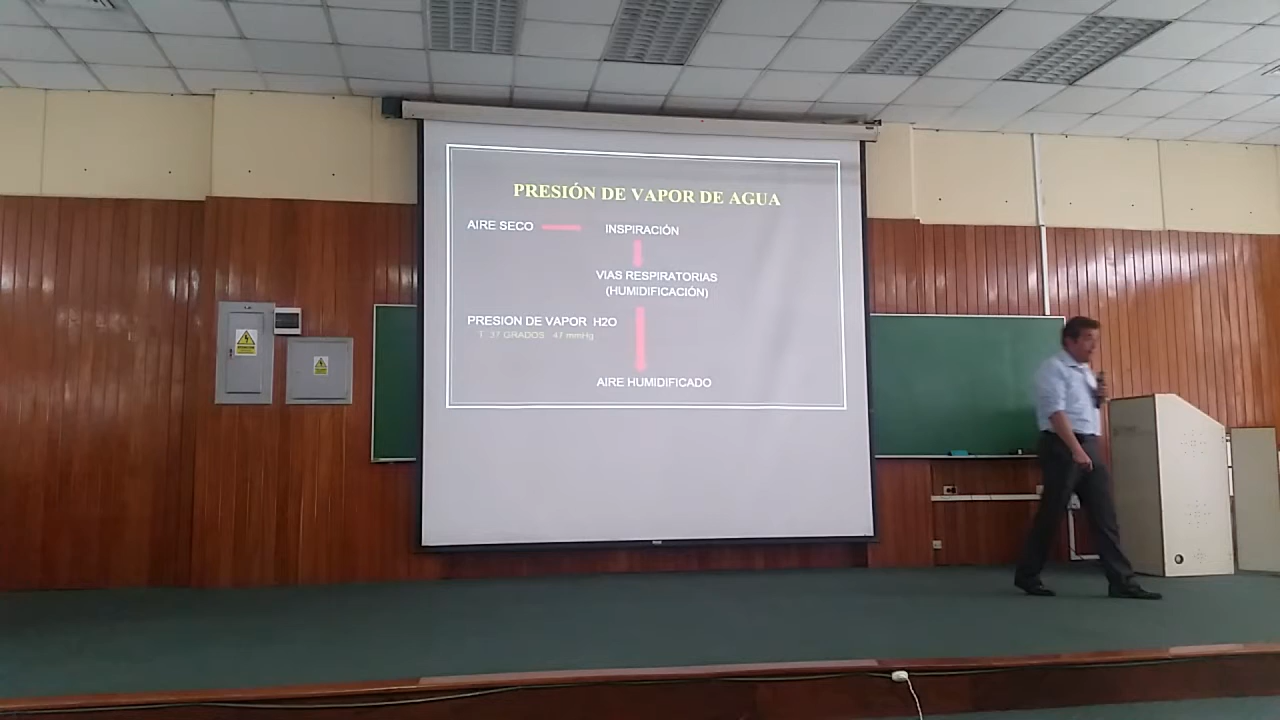 PRESIÓN DE VAPOR DE AGUA
AIRE SECO INSPIRACIÓN
VIAS RESPIRATORIAS
(HUMIDIFICACIÓN)
PRESION DE VAPOR H2O
T. 37 GRADOS 47 mmHg
AIRE HUMIDIFICADO